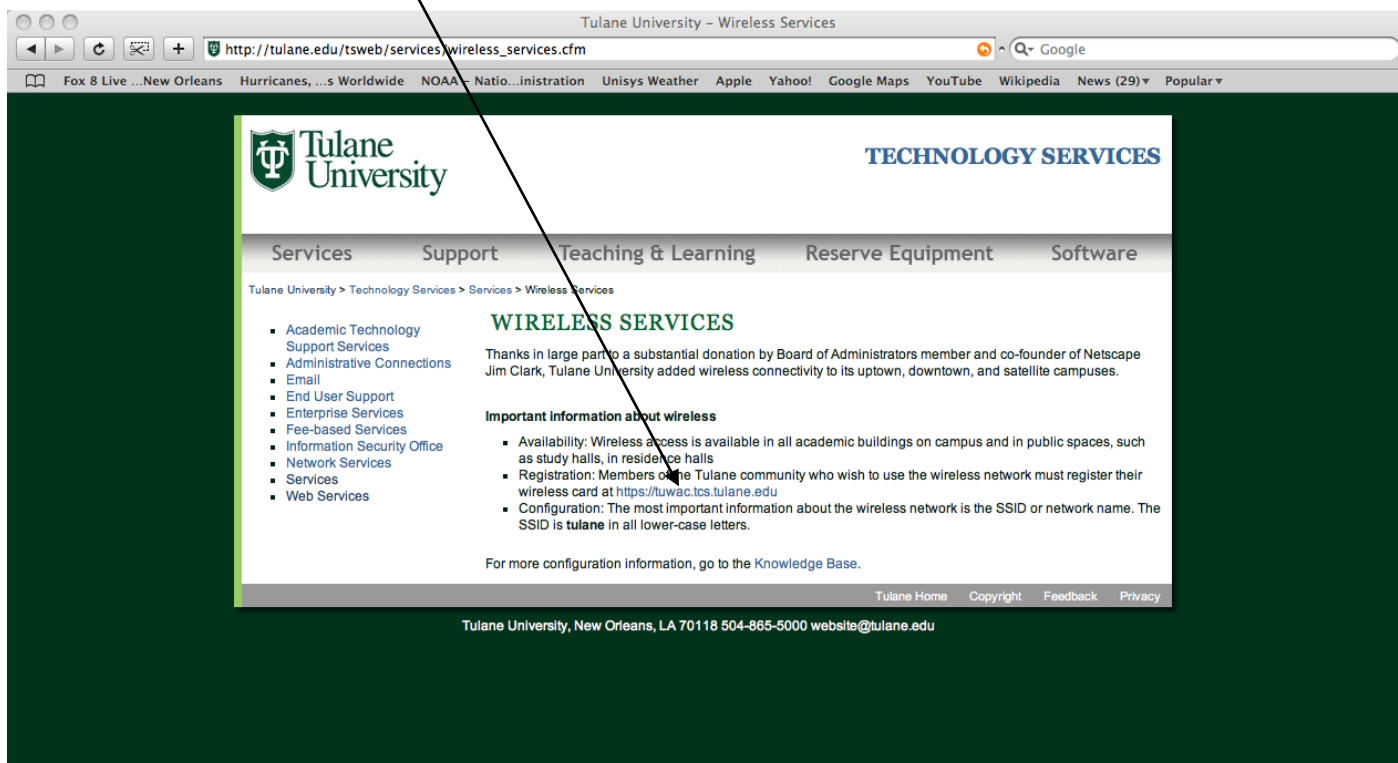 Tulane University – Wireless Services
http://tulane.edu/tsweb/services/wireless_services.cfm
Google
Fox 8 Live ...New Orleans Hurricanes, ...s Worldwide NOAA – Natio...inistration Unisys Weather Apple Yahoo! Google Maps YouTube Wikipedia News (29) Popular
Tulane
University
TECHNOLOGY SERVICES
Services Support Teaching & Learning Reserve Equipment Software
Tulane University > Technology Services > Services > Wireless Services
Academic Technology
Support Services
Administrative Connections
Email
End User Support
Enterprise Services
Fee-based Services
Information Security Office
Network Services
Services
Web Services
WIRELESS SERVICES
Thanks in large part to a substantial donation by Board of Administrators member and co-founder of Netscape
Jim Clark, Tulane University added wireless connectivity to its uptown, downtown, and satellite campuses.
Important information about wireless
Availability: Wireless access is available in all academic buildings on campus and in public spaces, such
as study halls, in residence halls
Registration: Members of the Tulane community who wish to use the wireless network must register their
wireless card at https://tuwac.tcs.tulane.edu
Configuration: The most important information about the wireless network is the SSID or network name. The
SSID is tulane in all lower-case letters.
For more configuration information, go to the Knowledge Base.
Tulane Home Copyright Feedback Privacy
Tulane University, New Orleans, LA 70118 504-865-5000 website@tulane.edu